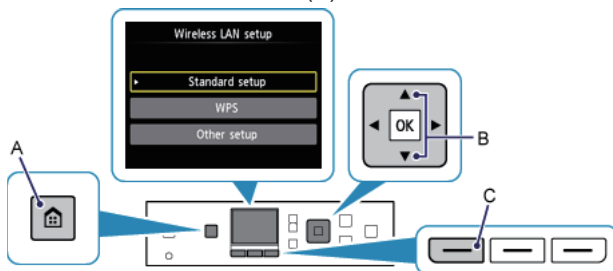 Wireless LAN setup
Standard setup
WPS
Other setup
A
OK
B
C